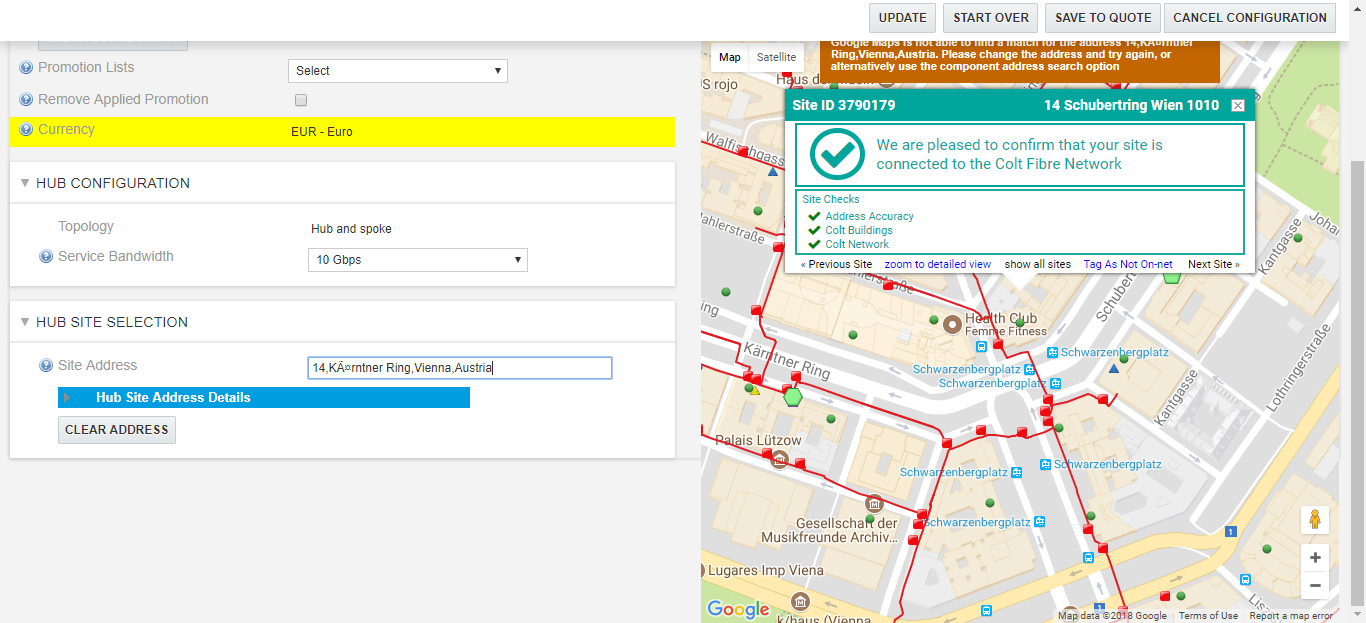 UPDATE START OVER SAVE TO QUOTE CANCEL CONFIGURATION
Promotion Lists Select
Remove Applied Promotion
Currency EUR - Euro
HUB CONFIGURATION
Topology Hub and spoke
Service Bandwidth 10 Gbps
HUB SITE SELECTION
Site Address 14,KÃ¤rntner Ring,Vienna,Austria
Hub Site Address Details
CLEAR ADDRESS
Map Satellite
Google Maps is not able to find a match for the address 14,KÃ¤rntner
Ring,Vienna,Austria. Please change the address and try again, or
alternatively use the component address search option
Haus der
rojo
Site ID 3790179 14 Schubertring Wien 1010
We are pleased to confirm that your site is
connected to the Colt Fibre Network
Site Checks
Address Accuracy
Colt Buildings
Colt Network
« Previous Site zoom to detailed view show all sites Tag As Not On-net Next Site »
Walfischgasse
Kantgasse
Health Club
Femme Fitness
Kärntner Ring
Schwarzenbergplatz
Schwarzenbergplatz
Schwarzenbergplatz
Lothringerstraße
Kantgasse
Palais Lützow
Schwarzenbergplatz
Schwarzenbergplatz
Gesellschaft der
Musikfreunde Archiv...
Schwarzenbergplatz
1
Lugares Imp Viena
+
−
Google
k/haus (Vienna
1
Map data ©2018 Google Terms of Use Report a map error